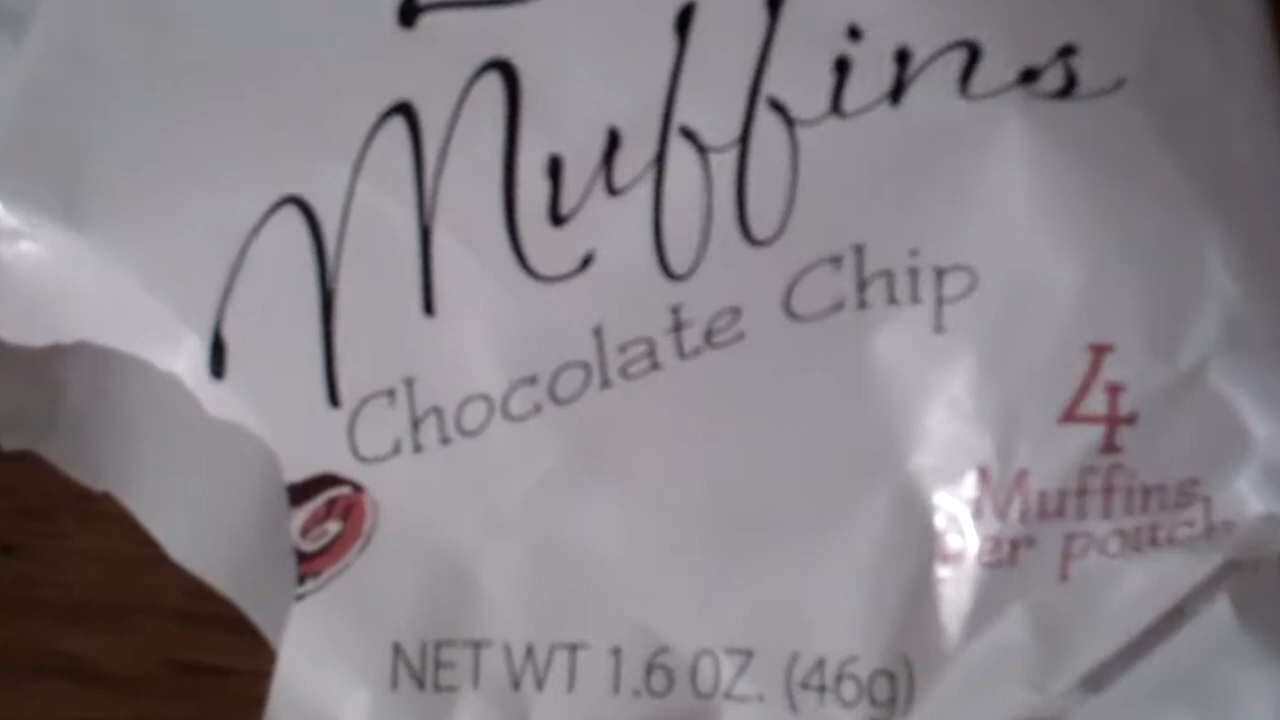 Muffins
Chocolate Chip
4
Muffins
per pouch
NET WT 1.6 OZ. (46g)